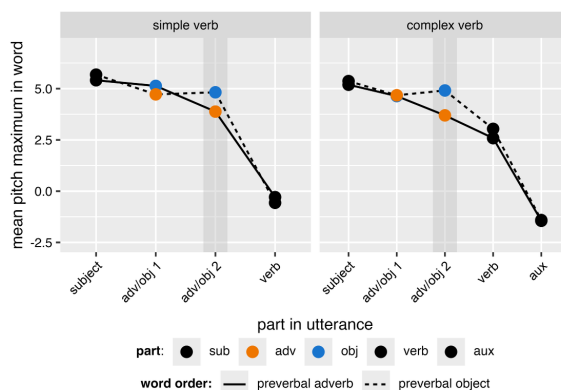 simple verb
complex verb
mean pitch maximum in word
5.0
2.5
0.0
-2.5
subject
adv/obj 1
adv/obj 2
verb
subject
adv/obj 1
adv/obj 2
verb
aux
part in utterance
part: sub adv obj verb aux
word order: preverbal adverb preverbal object